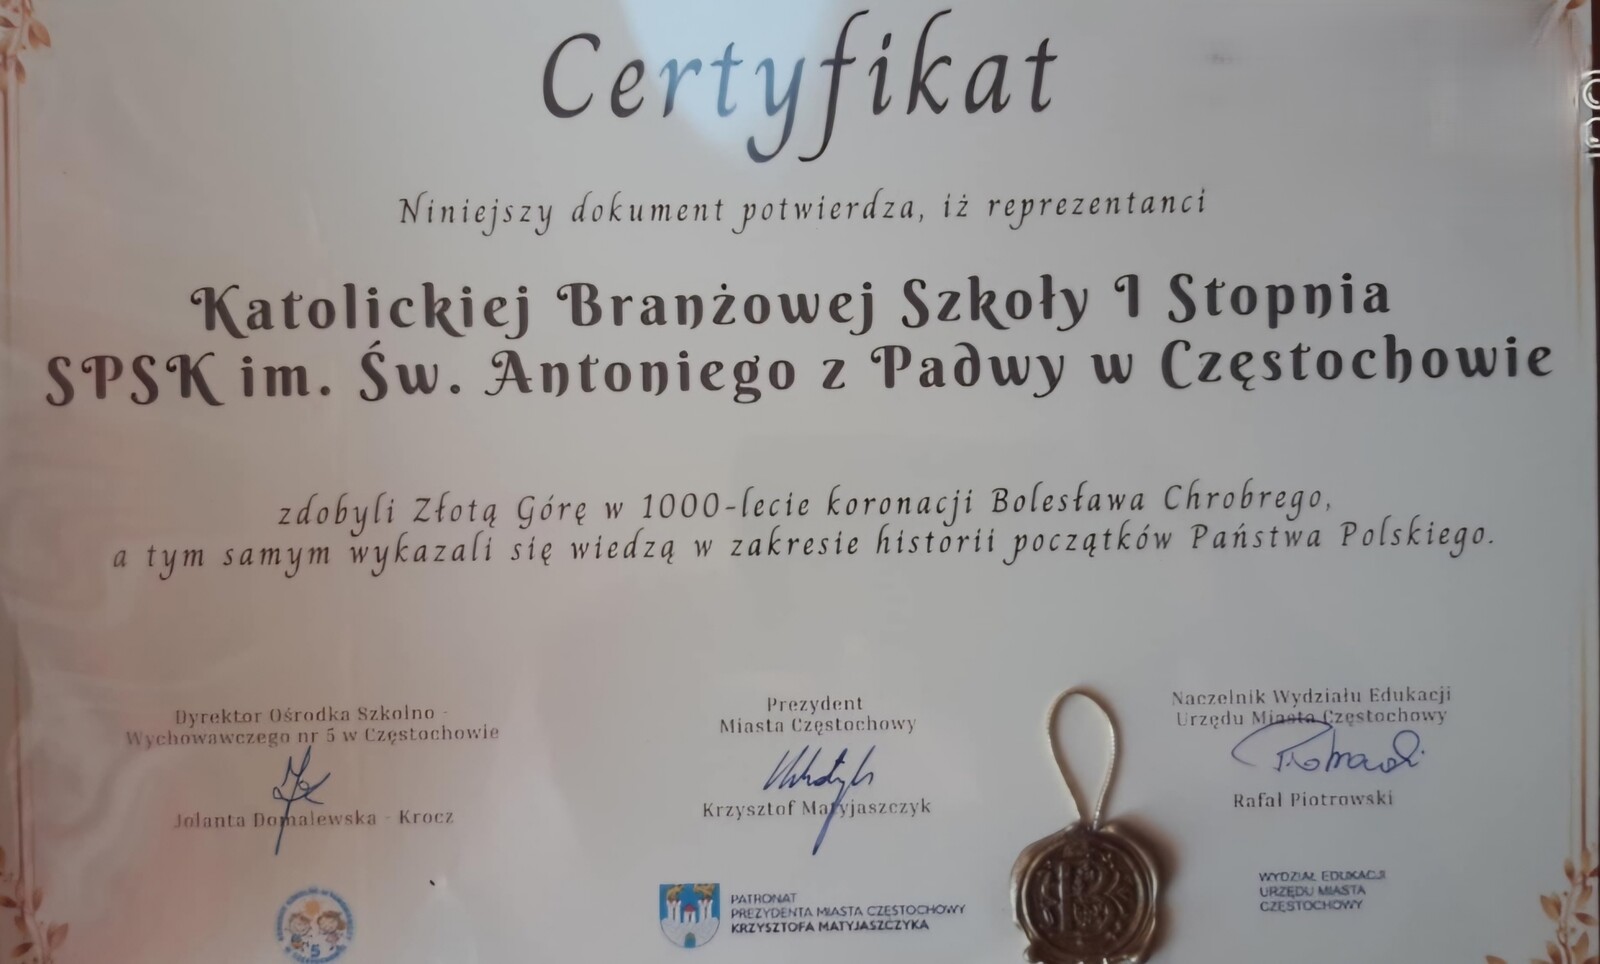 Certyfikat
Niniejszy dokument potwierdza, iż reprezentanci
Katolickiej Branżowej Szkoły I Stopnia
SPSK im. Św. Antoniego z Padwy w Częstochowie
zdobyli Złotą Górę w 1000-lecie koronacji Bolesława Chrobrego,
a tym samym wykazali się wiedzą w zakresie historii początków Państwa Polskiego.
Dyrektor Ośrodka Szkolno -
Wychowawczego nr 5 w Częstochowie
Jolanta Domalewska - Krocz
Prezydent
Miasta Częstochowy
Krzysztof Matyjaszczyk
Naczelnik Wydziału Edukacji
Urzędu Miasta Częstochowy
Rafał Piotrowski
5
PATRONAT
PREZYDENTA MIASTA CZĘSTOCHOWY
KRZYSZTOFA MATYJASZCZYKA
B
WYDZIAŁ EDUKACJI
URZĘDU MIASTA
CZĘSTOCHOWY